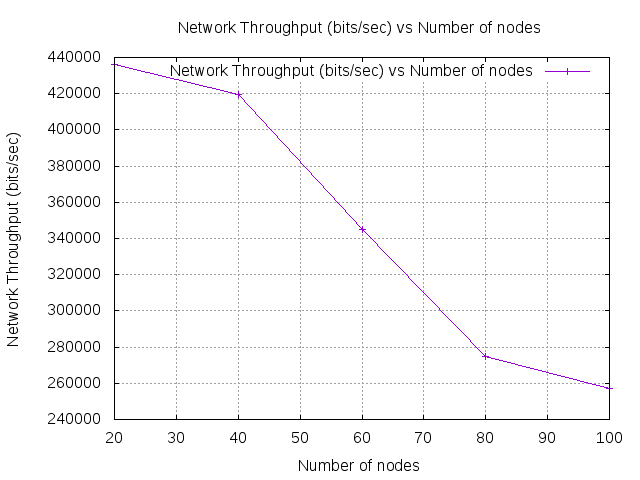 Network Throughput (bits/sec) vs Number of nodes
440000
Network Throughput (bits/sec) vs Number of nodes
420000
400000
380000
360000
340000
320000
300000
280000
260000
240000
Network Throughput (bits/sec)
20 30 40 50 60 70 80 90 100
Number of nodes